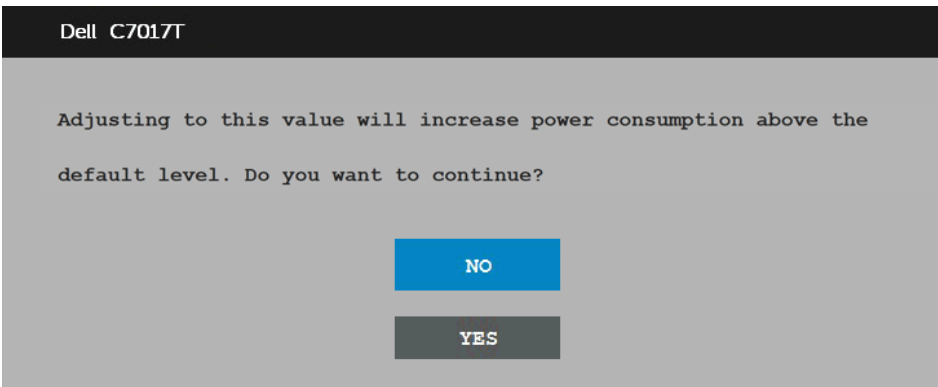 Dell C7017T
Adjusting to this value will increase power consumption above the
default level. Do you want to continue?
NO
YES